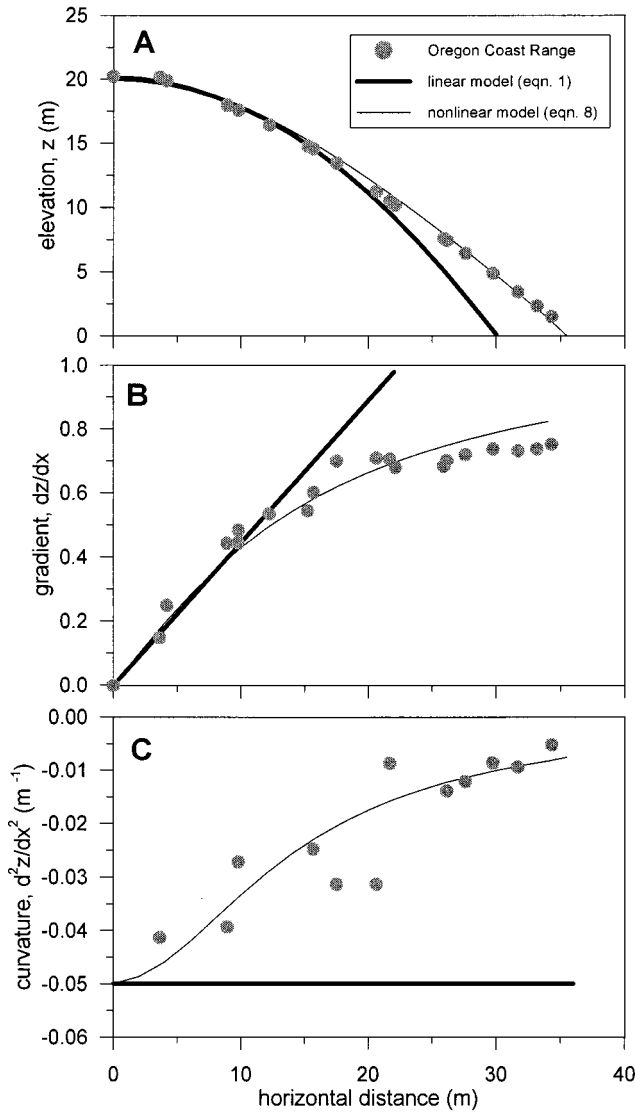 25
20
15
10
5
0
elevation, z (m)
A
Oregon Coast Range
linear model (eqn. 1)
nonlinear model (eqn. 8)
1.0
0.8
0.6
0.4
0.2
0.0
gradient, dz/dx
B
0.00
-0.01
-0.02
-0.03
-0.04
-0.05
-0.06
curvature, d²z/dx² (m⁻¹)
C
0 10 20 30 40
horizontal distance (m)